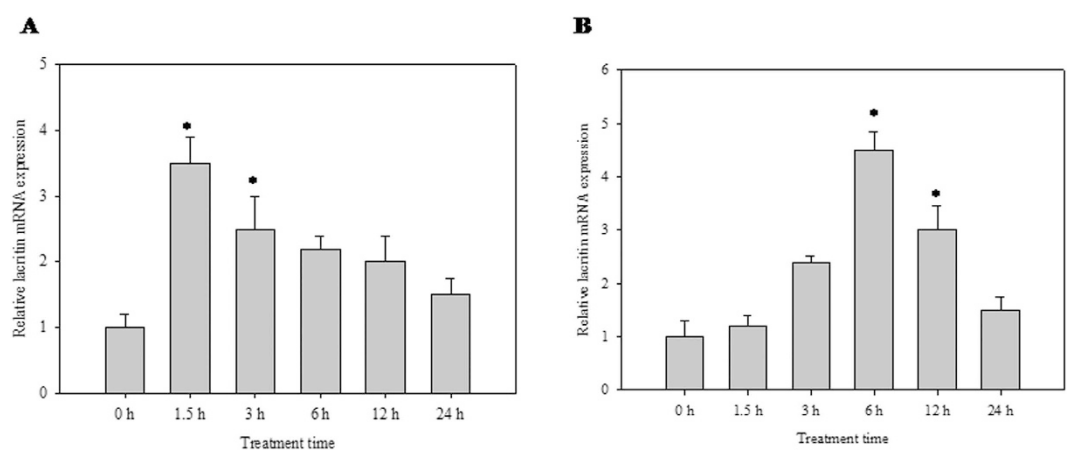 A
Relative lacritin mRNA expression
5
4
3
2
1
0
* *
0 h 1.5 h 3 h 6 h 12 h 24 h
Treatment time
B
Relative lacritin mRNA expression
6
5
4
3
2
1
0
* *
0 h 1.5 h 3 h 6 h 12 h 24 h
Treatment time